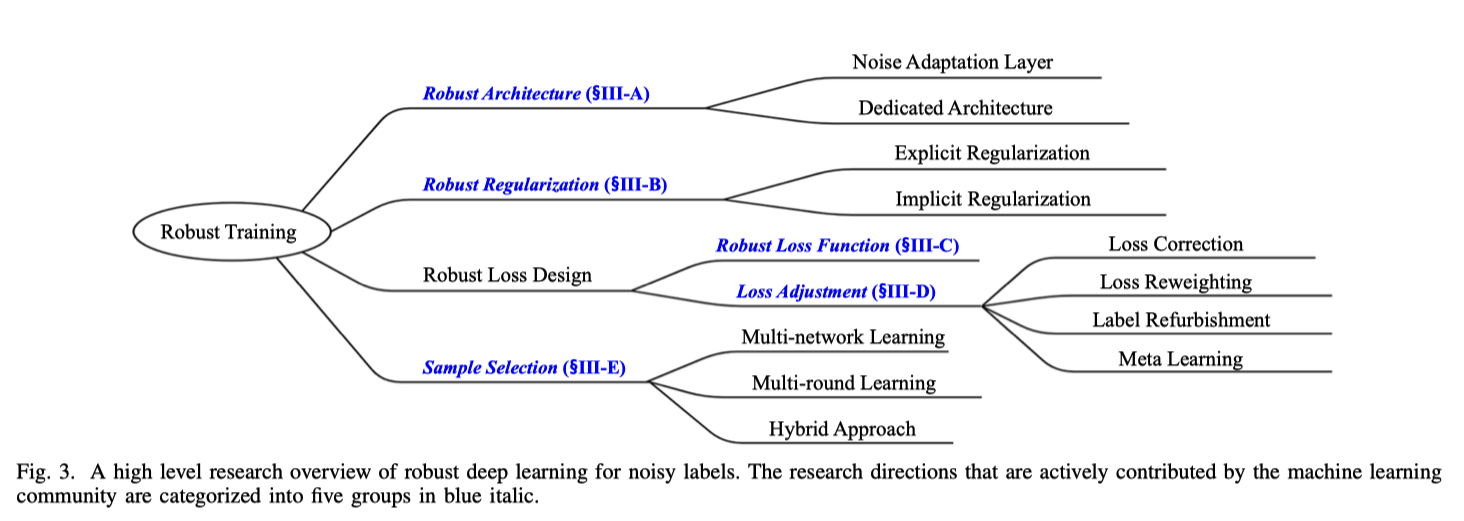 Noise Adaptation Layer
Robust Architecture (§III-A)
Dedicated Architecture
Explicit Regularization
Robust Regularization (§III-B)
Implicit Regularization
Robust Training
Robust Loss Function (§III-C)
Loss Correction
Robust Loss Design
Loss Reweighting
Loss Adjustment (§III-D)
Label Refurbishment
Multi-network Learning
Meta Learning
Sample Selection (§III-E)
Multi-round Learning
Hybrid Approach
Fig. 3. A high level research overview of robust deep learning for noisy labels. The research directions that are actively contributed by the machine learning
community are categorized into five groups in blue italic.